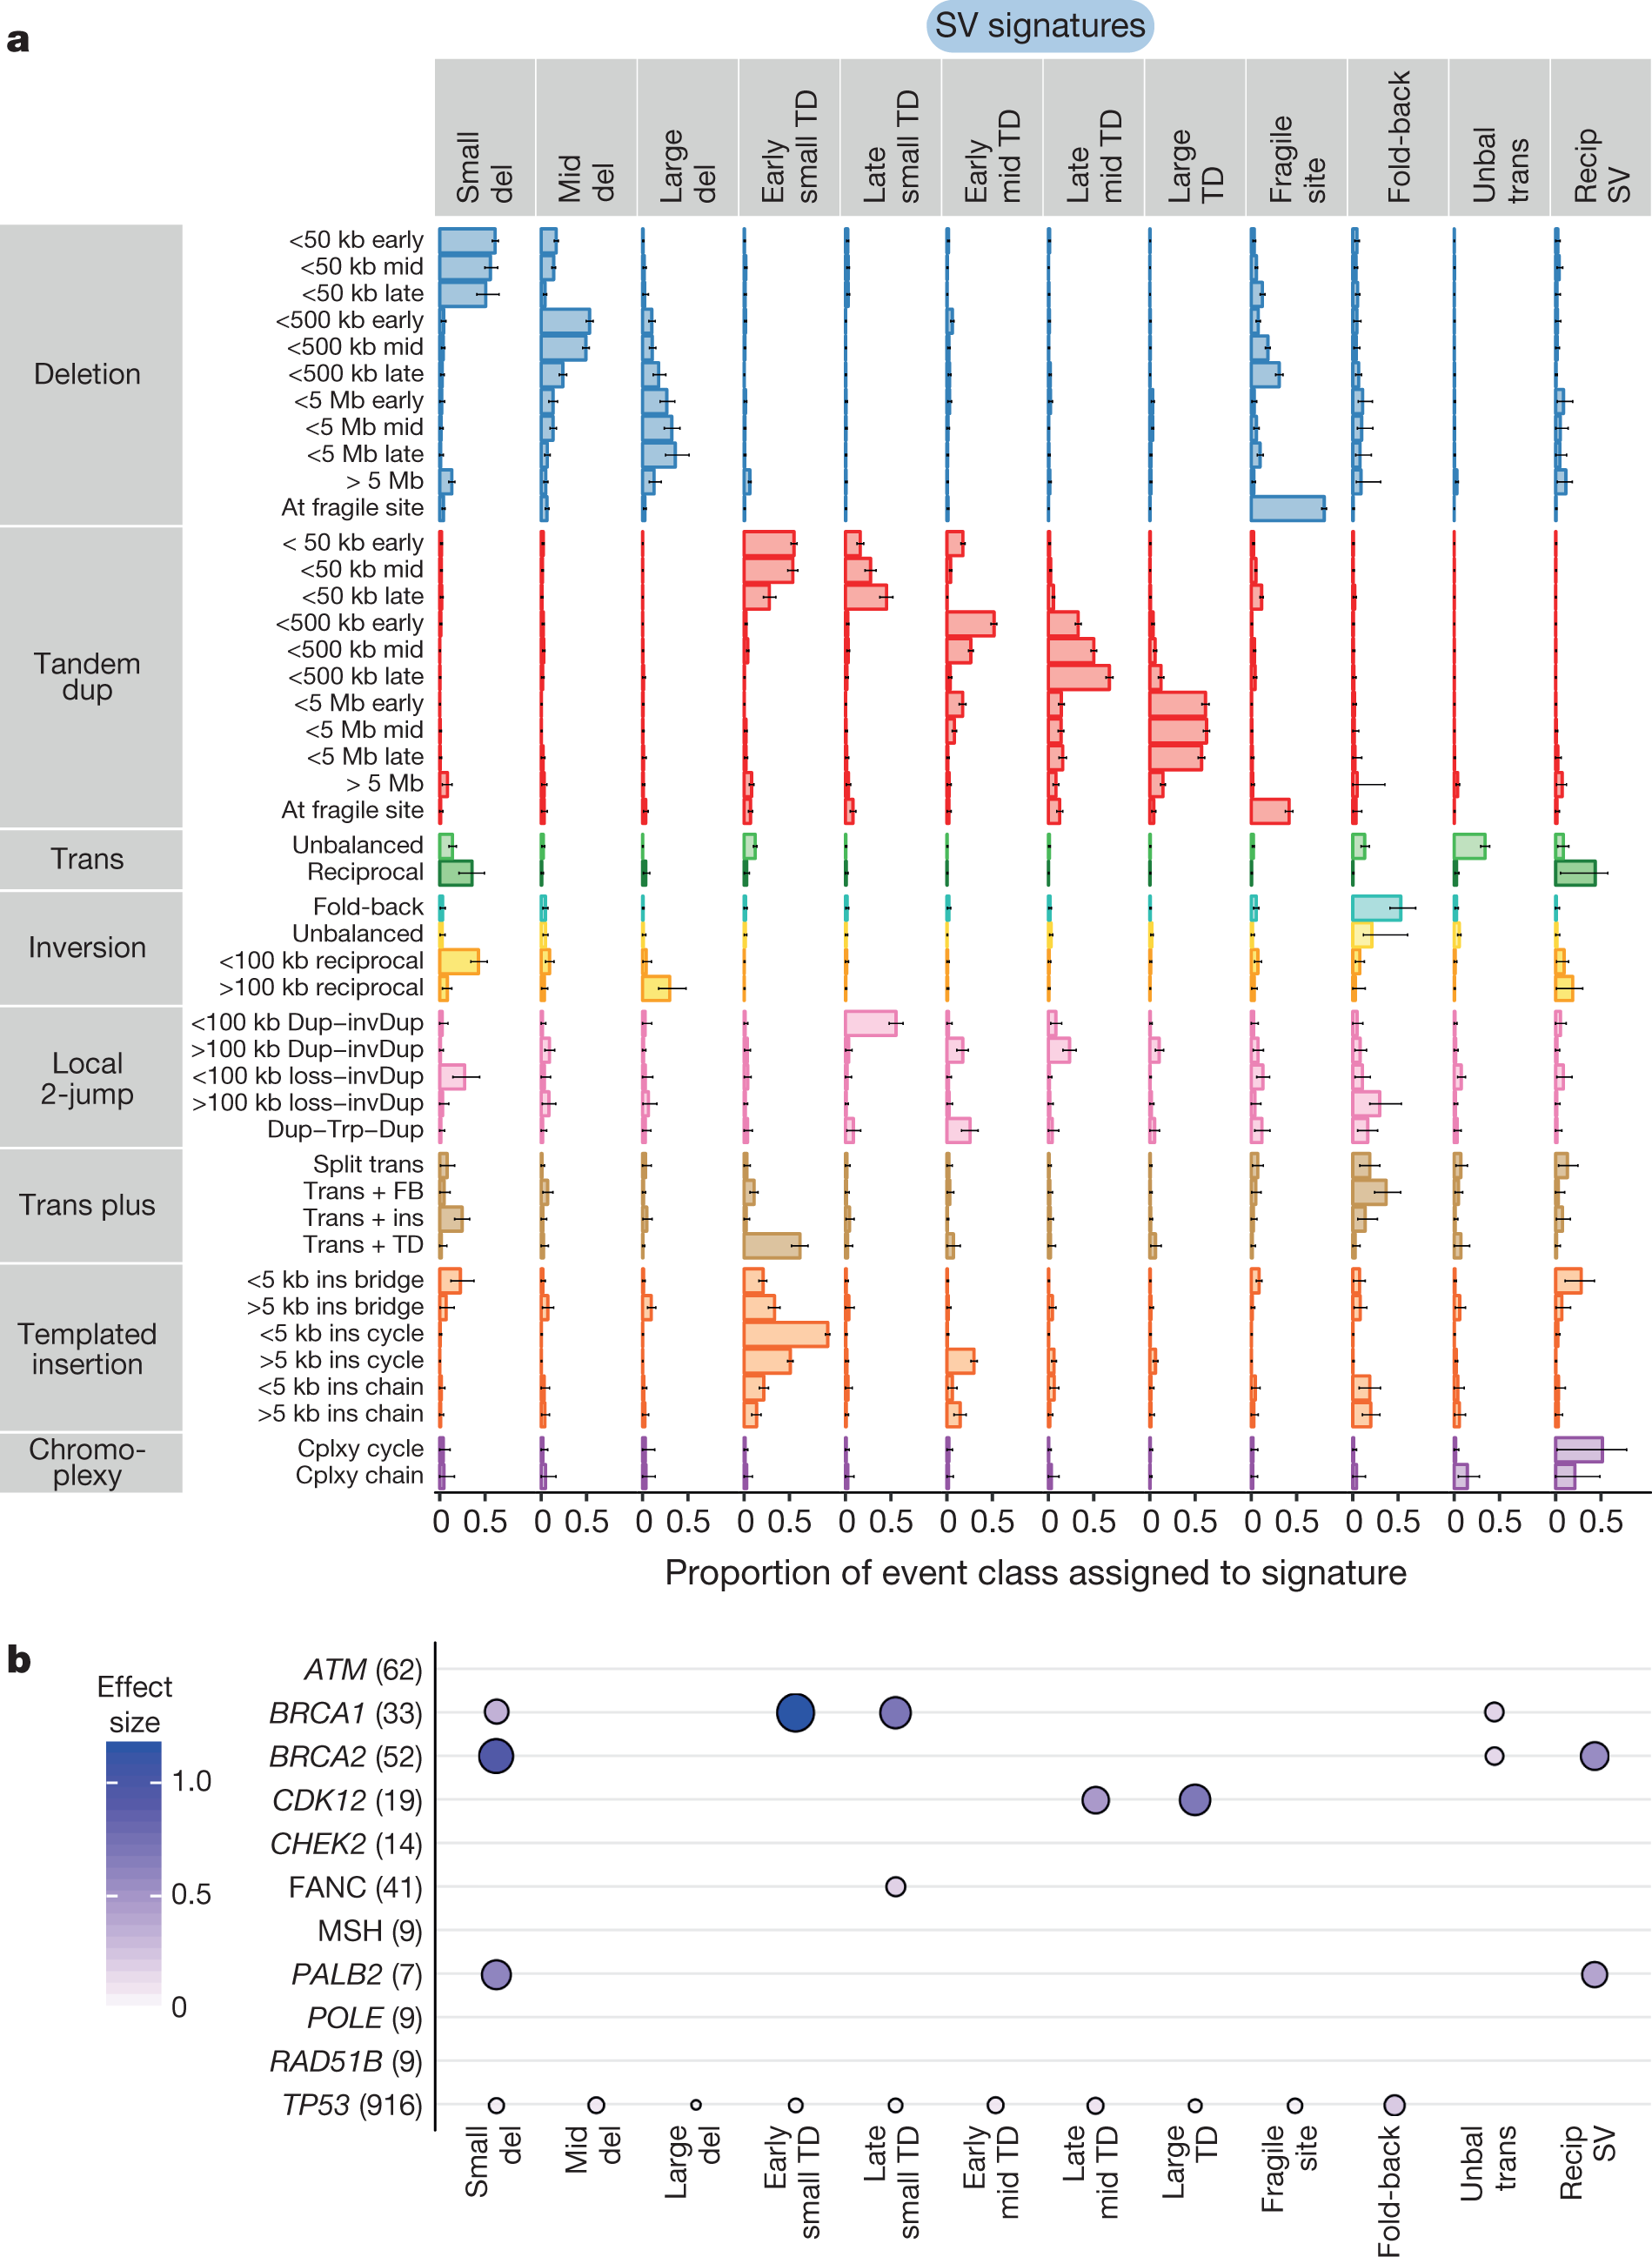 a
SV signatures
Small
del
Mid
del
Large
del
Early
small TD
Late
small TD
Early
mid TD
Late
mid TD
Large
TD
Fragile
site
Fold-back
Unbal
trans
Recip
SV
Deletion
<50 kb early
<50 kb mid
<50 kb late
<500 kb early
<500 kb mid
<500 kb late
<5 Mb early
<5 Mb mid
<5 Mb late
> 5 Mb
At fragile site
Tandem
dup
< 50 kb early
<50 kb mid
<50 kb late
<500 kb early
<500 kb mid
<500 kb late
<5 Mb early
<5 Mb mid
<5 Mb late
> 5 Mb
At fragile site
Trans
Unbalanced
Reciprocal
Inversion
Fold-back
Unbalanced
<100 kb reciprocal
>100 kb reciprocal
Local
2-jump
<100 kb Dup–invDup
>100 kb Dup–invDup
<100 kb loss–invDup
>100 kb loss–invDup
Dup–Trp–Dup
Trans plus
Split trans
Trans + FB
Trans + ins
Trans + TD
Templated
insertion
<5 kb ins bridge
>5 kb ins bridge
<5 kb ins cycle
>5 kb ins cycle
<5 kb ins chain
>5 kb ins chain
Chromo-
plexy
Cplxy cycle
Cplxy chain
0 0.5 0 0.5 0 0.5 0 0.5 0 0.5 0 0.5 0 0.5 0 0.5 0 0.5 0 0.5 0 0.5 0 0.5
Proportion of event class assigned to signature
b
Effect
size
1.0
0.5
0
ATM (62)
BRCA1 (33)
BRCA2 (52)
CDK12 (19)
CHEK2 (14)
FANC (41)
MSH (9)
PALB2 (7)
POLE (9)
RAD51B (9)
TP53 (916)
Small
del
Mid
del
Large
del
Early
small TD
Late
small TD
Early
mid TD
Late
mid TD
Large
TD
Fragile
site
Fold-back
Unbal
trans
Recip
SV